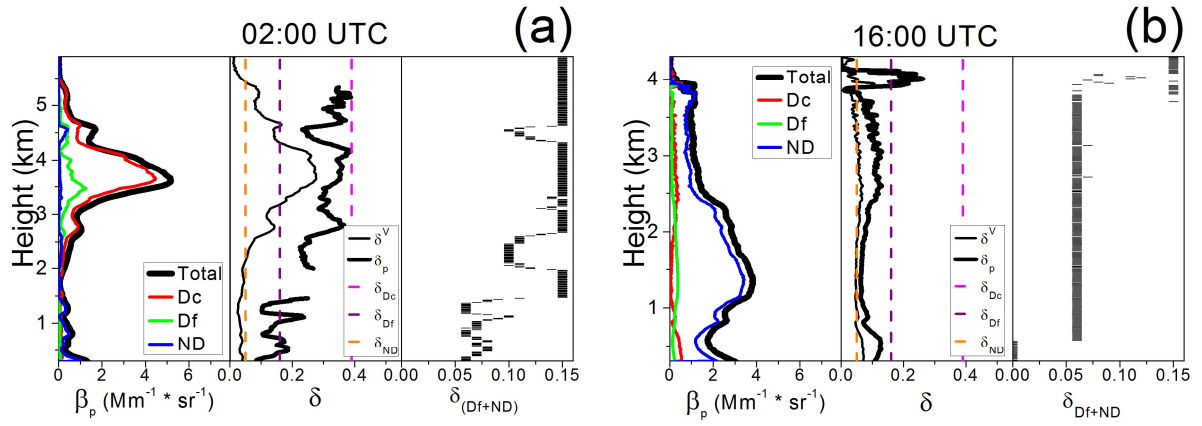 02:00 UTC
(a)
Height (km)
5
4
3
2
1
Total
Dc
Df
ND
δ^V
δ_p
δ_Dc
δ_Df
δ_ND
0 2 4 6
0.0 0.2 0.4
0.00 0.05 0.10 0.15
β_p (Mm⁻¹ * sr⁻¹)
δ
δ_(Df+ND)
16:00 UTC
(b)
Height (km)
4
3
2
1
Total
Dc
Df
ND
δ^V
δ_p
δ_Dc
δ_Df
δ_ND
0 2 4 6
0.0 0.2 0.4
0.00 0.05 0.10 0.15
β_p (Mm⁻¹ * sr⁻¹)
δ
δ_Df+ND